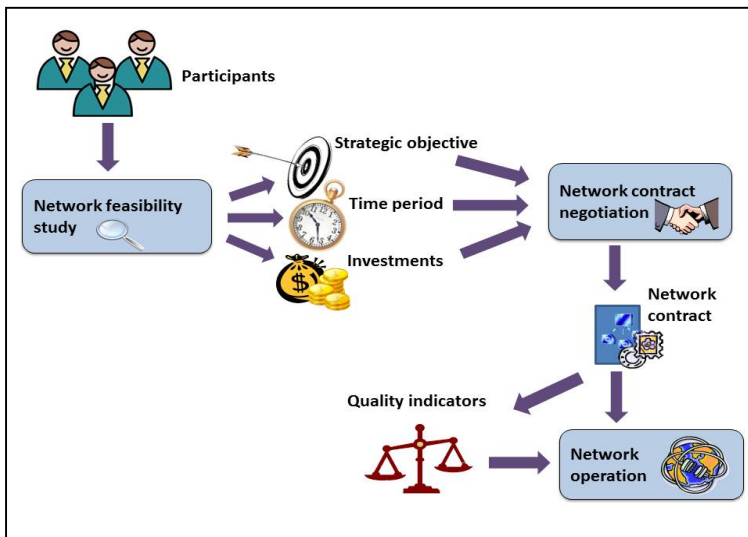 Participants
Strategic objective
Network feasibility
study
Time period
Investments
Network contract
negotiation
Network
contract
Quality indicators
Network
operation